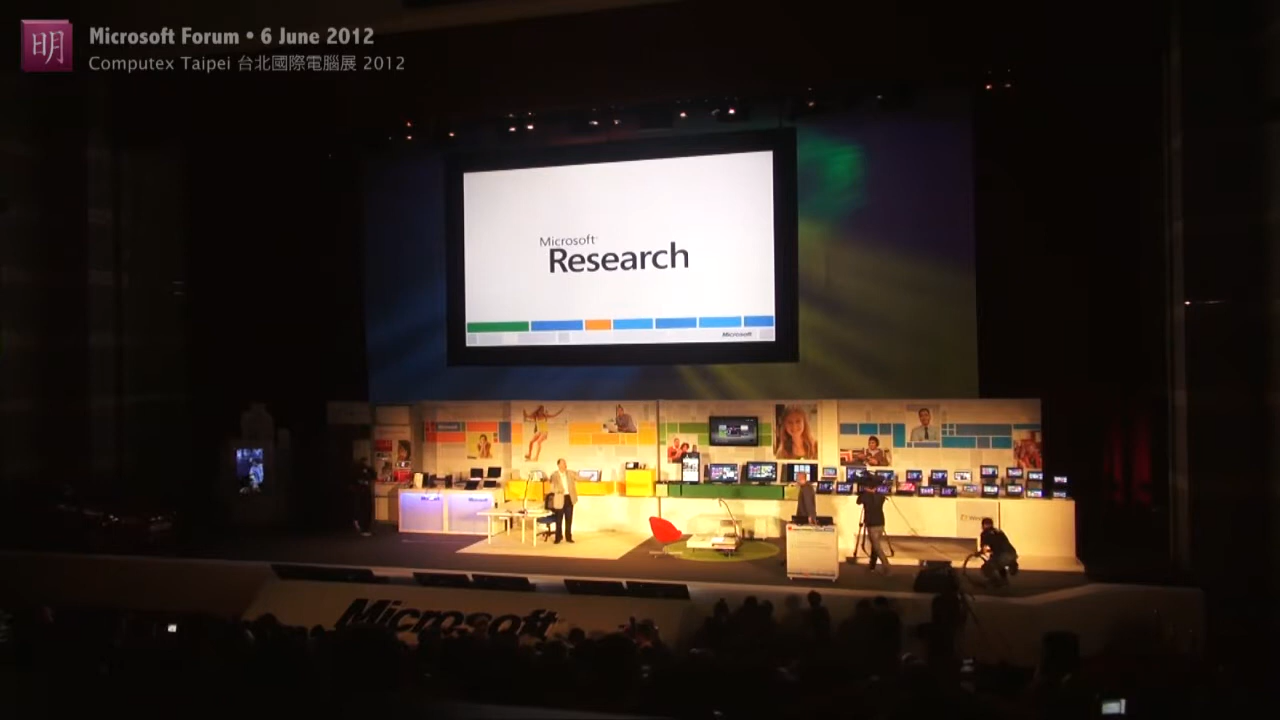 明
Microsoft Forum • 6 June 2012
Computex Taipei 台北國際電腦展 2012
Microsoft
Research
Microsoft
Microsoft